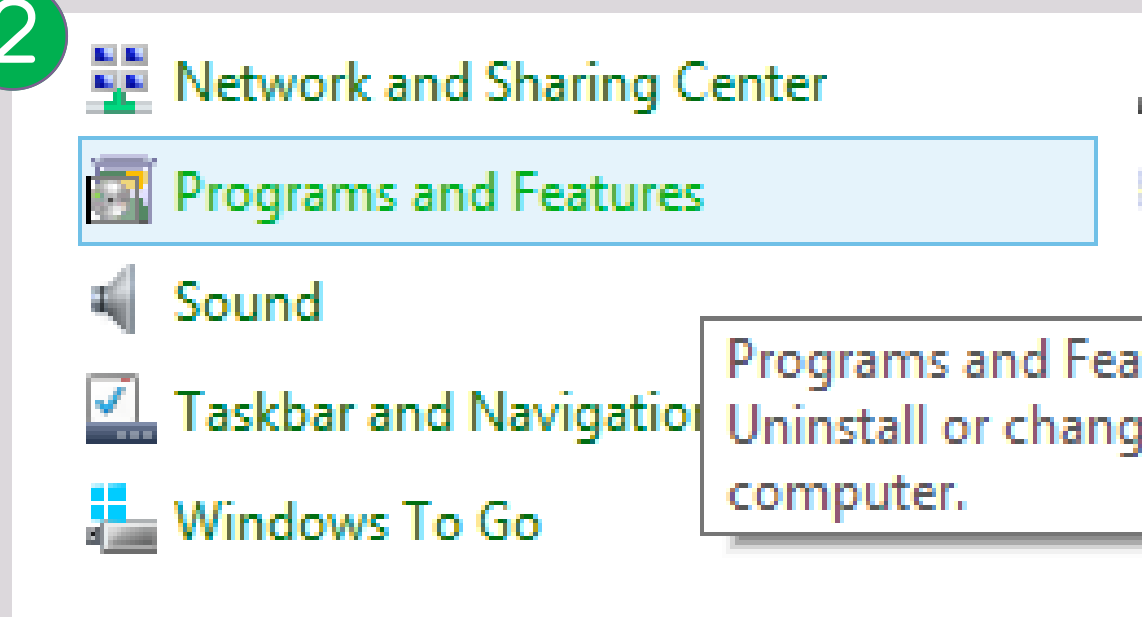 2
Network and Sharing Center
Programs and Features
Sound
Programs and Fea
Taskbar and Navigation
Uninstall or chang
computer.
Windows To Go